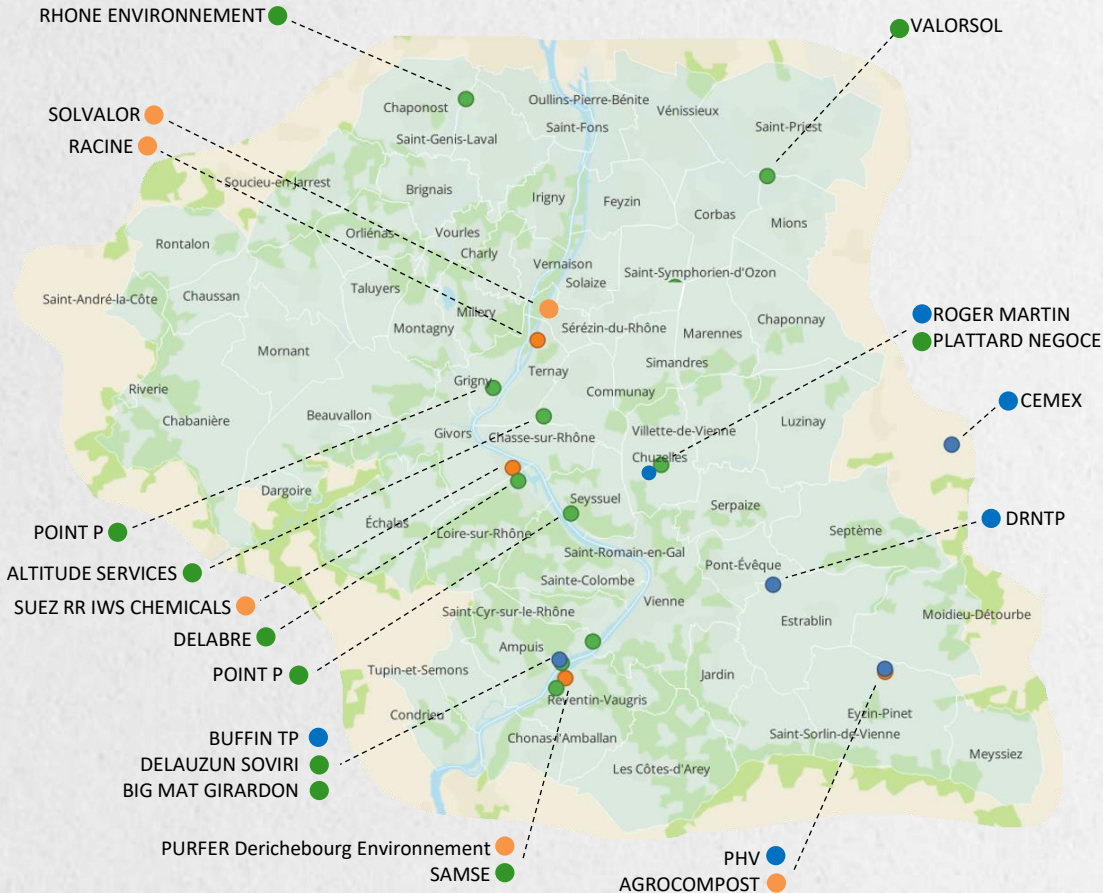 RHONE ENVIRONNEMENT
VALORSOL
SOLVALOR
RACINE
Chaponost
Oullins-Pierre-Bénite
Vénissieux
Saint-Fons
Saint-Priest
Saint-Genis-Laval
Soucieu-en-Jarrest
Brignais
Irigny
Feyzin
Corbas
Mions
Rontalon
Orliénas
Vourles
Charly
Vernaison
Saint-Symphorien-d'Ozon
Solaize
Saint-André-la-Côte
Chaussan
Taluyers
Millery
Montagny
Sérézin-du-Rhône
Marennes
Chaponnay
ROGER MARTIN
PLATTARD NEGOCE
Mornant
Simandres
Ternay
Grigny
Communay
Riverie
Chabanière
Beauvallon
Luzinay
CEMEX
Givors
Chasse-sur-Rhône
Villette-de-Vienne
Chuzelles
Dargoire
Seyssuel
Serpaize
DRNTP
Échalas
Loire-sur-Rhône
Septème
POINT P
Saint-Romain-en-Gal
Pont-Évêque
ALTITUDE SERVICES
Sainte-Colombe
Vienne
SUEZ RR IWS CHEMICALS
Saint-Cyr-sur-le-Rhône
Estrablin
Moidieu-Détourbe
DELABRE
Ampuis
POINT P
Tupin-et-Semons
Jardin
Reventin-Vaugris
Condrieu
Eyzin-Pinet
BUFFIN TP
Chonas-l'Amballan
Saint-Sorlin-de-Vienne
DELAUZUN SOVIRI
Meyssiez
BIG MAT GIRARDON
Les Côtes-d'Arey
PURFER Derichebourg Environnement
SAMSE
PHV
AGROCOMPOST